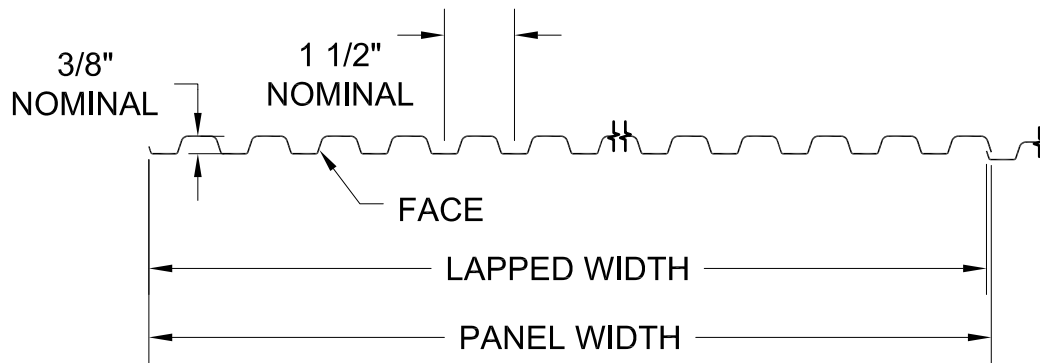 3/8"
NOMINAL
1 1/2"
NOMINAL
FACE
LAPPED WIDTH
PANEL WIDTH